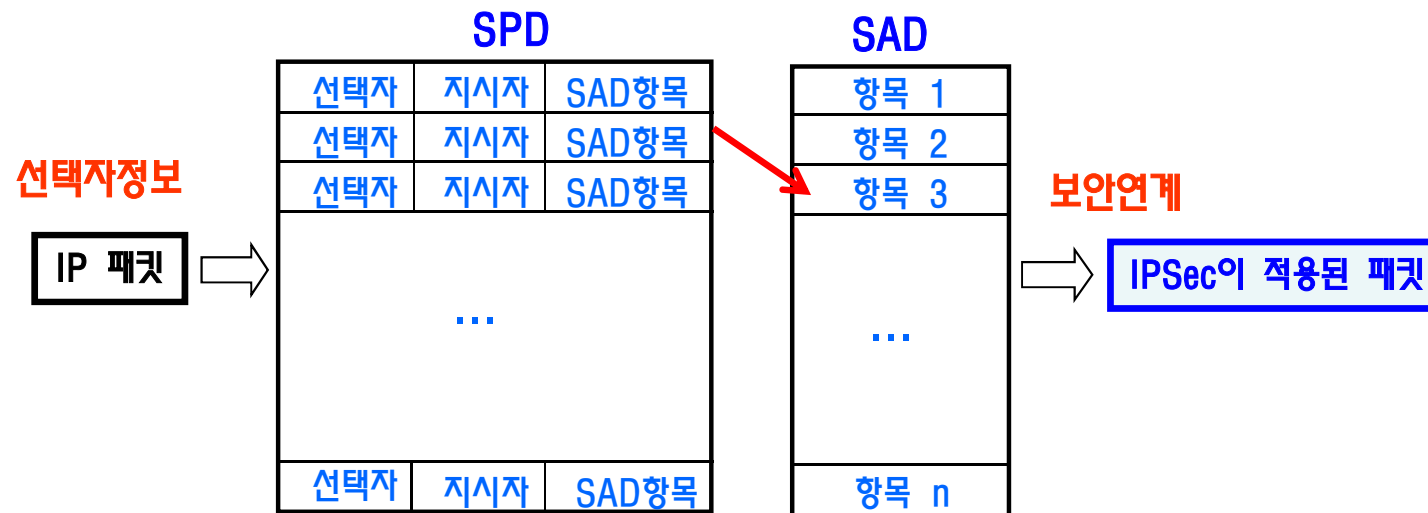 SPD
SAD
선택자 지시자 SAD항목
항목 1
선택자 지시자 SAD항목
항목 2
선택자정보
선택자 지시자 SAD항목
항목 3
보안연계
IP 패킷
IPSec이 적용된 패킷
...
...
선택자 지시자 SAD항목
항목 n